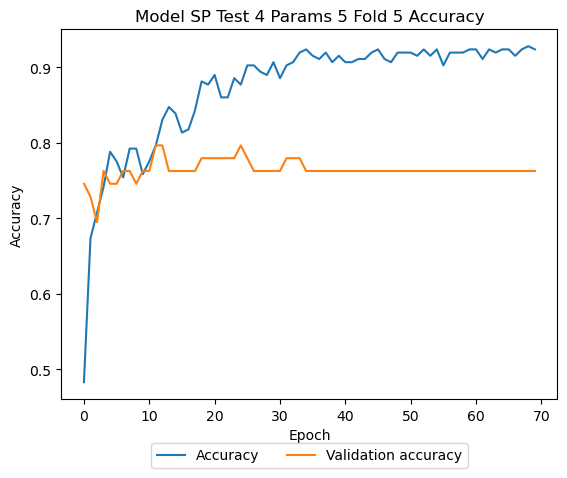 Model SP Test 4 Params 5 Fold 5 Accuracy
0.9
0.8
0.7
0.6
0.5
Accuracy
0 10 20 30 40 50 60 70
Epoch
Accuracy Validation accuracy